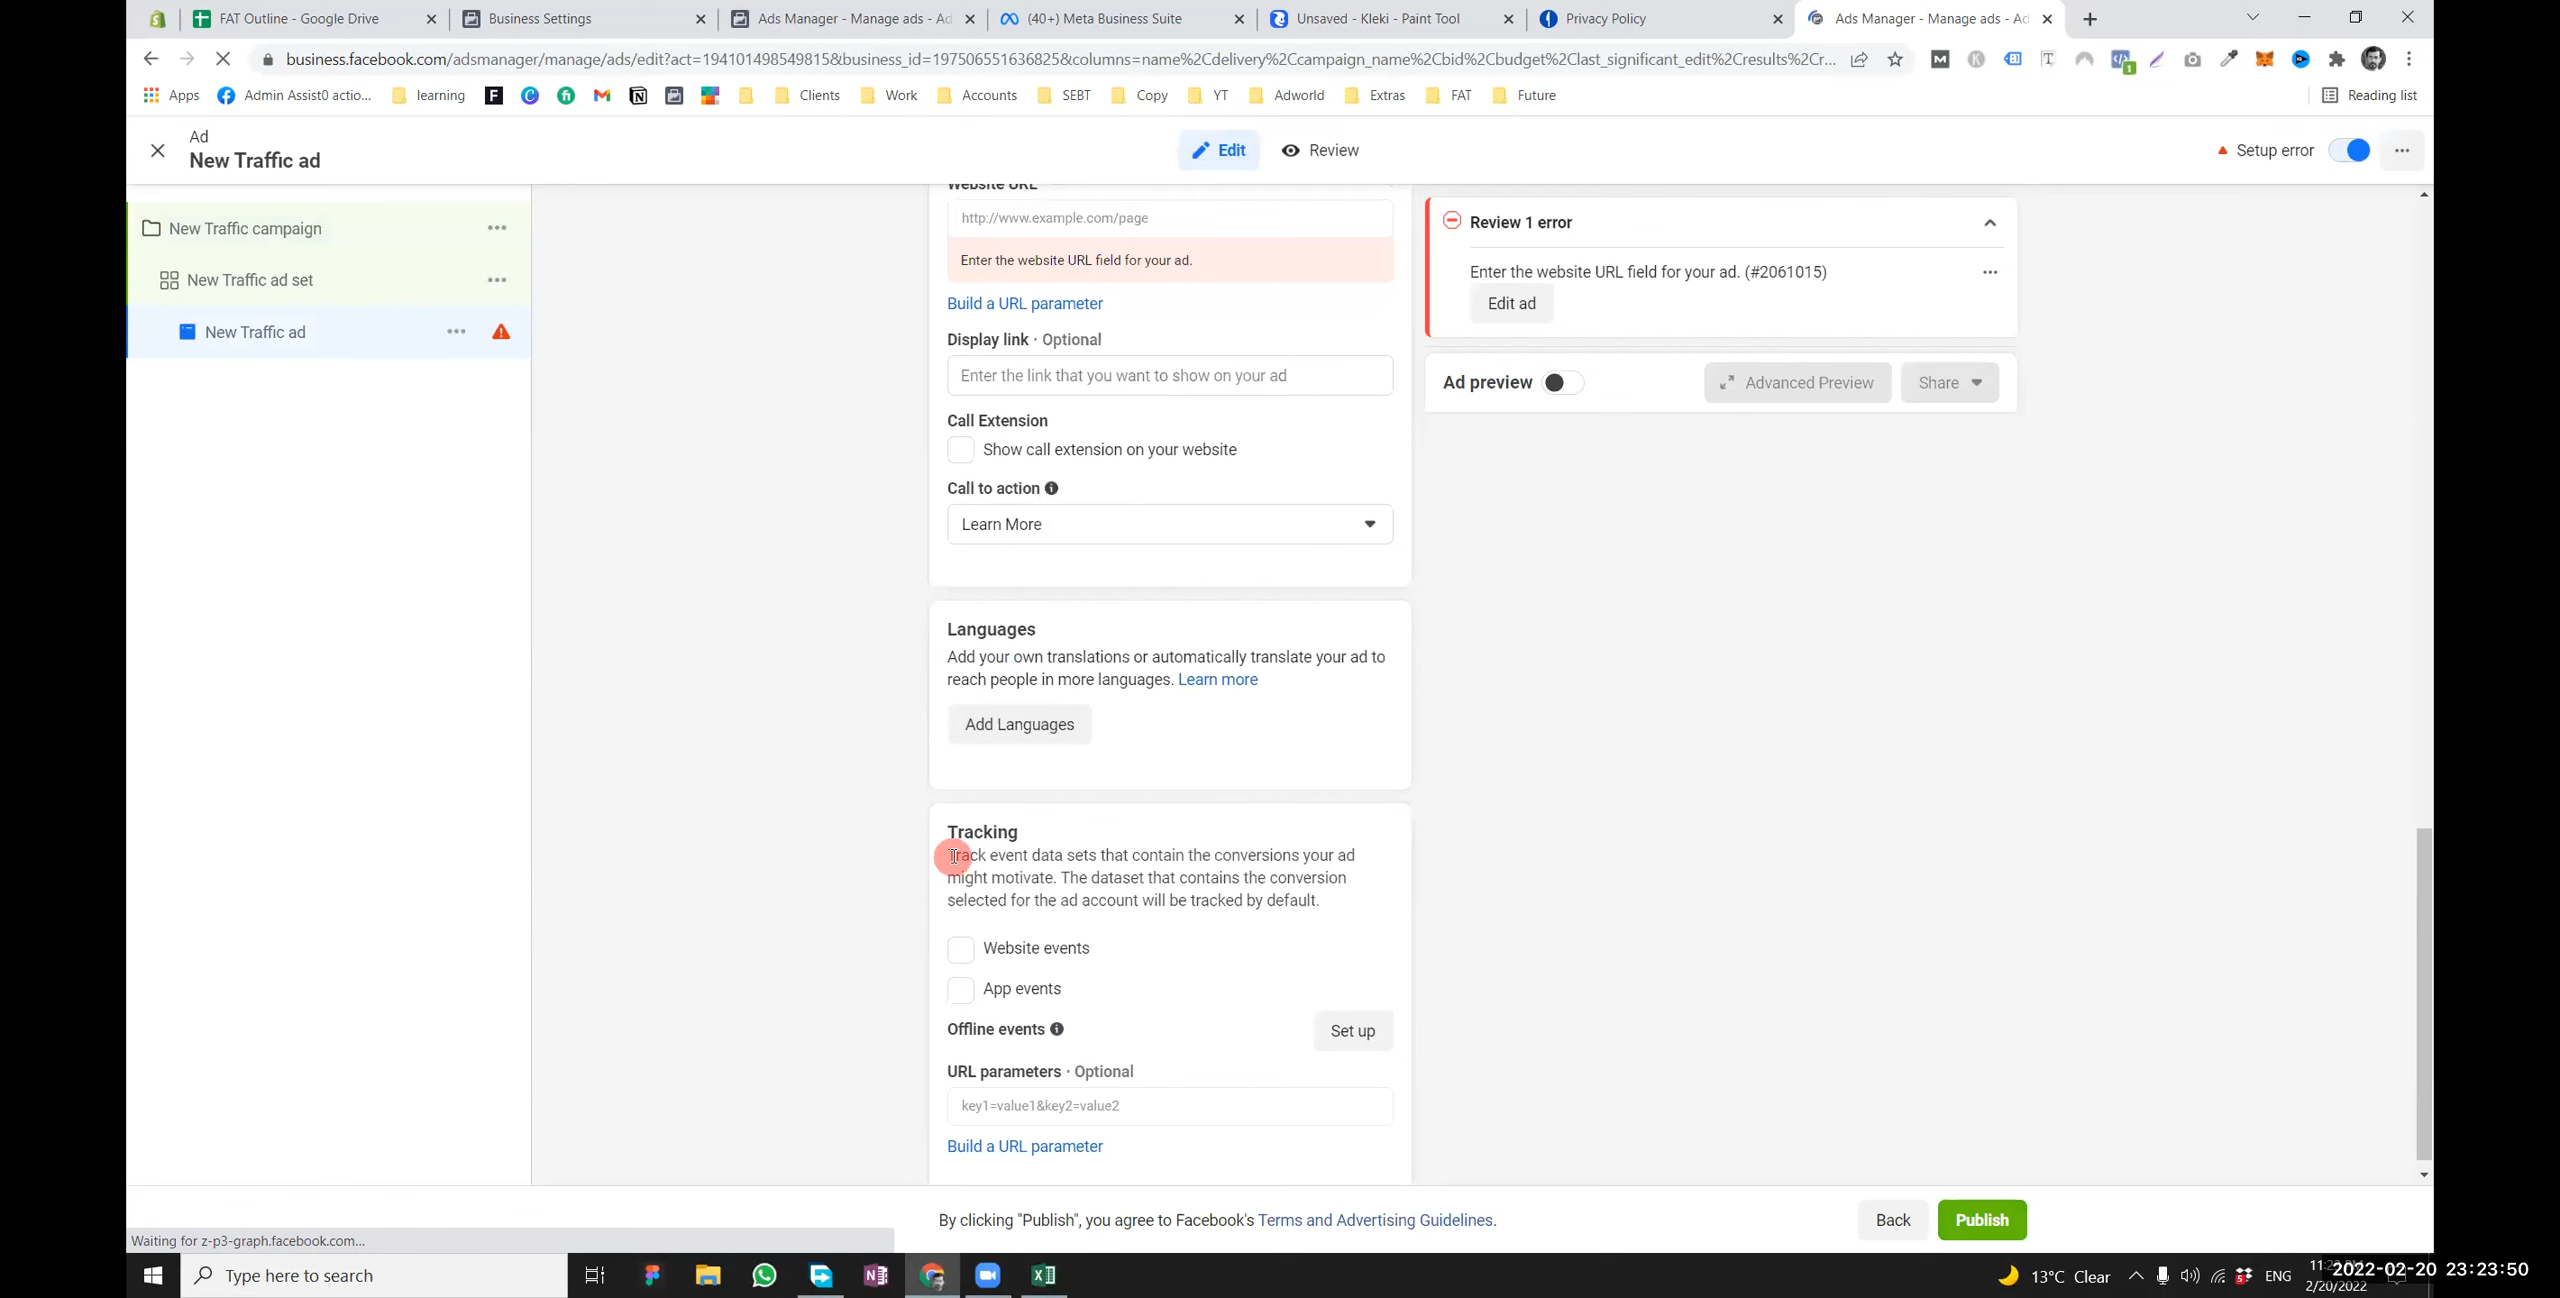 FAT Outline - Google Drive
Business Settings
Ads Manager - Manage ads - Ad
(40+) Meta Business Suite
Unsaved - Kleki - Paint Tool
Privacy Policy
Ads Manager - Manage ads - Ad
business.facebook.com/adsmanager/manage/ads/edit?act=194101498549815&business_id=197506551636825&columns=name%2Cdelivery%2Ccampaign_name%2Cbid%2Cbudget%2Clast_significant_edit%2Cresults%2Cr...
Apps
Admin Assist0 actio...
learning
Clients
Work
Accounts
SEBT
Copy
YT
Adworld
Extras
FAT
Future
Reading list
Ad
New Traffic ad
Edit
Review
Setup error
New Traffic campaign
New Traffic ad set
New Traffic ad
Website URL
http://www.example.com/page
Enter the website URL field for your ad.
Build a URL parameter
Display link · Optional
Enter the link that you want to show on your ad
Call Extension
Show call extension on your website
Call to action
Learn More
Languages
Add your own translations or automatically translate your ad to
reach people in more languages. Learn more
Add Languages
Tracking
Track event data sets that contain the conversions your ad
might motivate. The dataset that contains the conversion
selected for the ad account will be tracked by default.
Website events
App events
Offline events
Set up
URL parameters · Optional
key1=value1&key2=value2
Build a URL parameter
Review 1 error
Enter the website URL field for your ad. (#2061015)
Edit ad
Ad preview
Advanced Preview
Share
By clicking "Publish", you agree to Facebook's Terms and Advertising Guidelines.
Back
Publish
Waiting for z-p3-graph.facebook.com...
Type here to search
13°C Clear
ENG
2/20/2022
2022-02-20 23:23:50